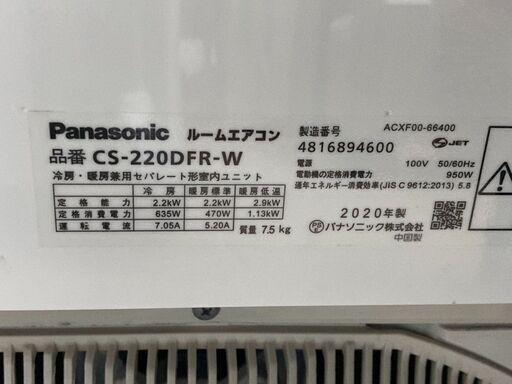 Panasonic ルームエアコン
品番 CS-220DFR-W
冷房・暖房兼用セパレート形室内ユニット
冷房 暖房標準 暖房低温
定格能力 2.2kW 2.2kW 2.9kW
定格消費電力 635W 470W 1.13kW
運転電流 7.05A 5.20A
質量 7.5 kg
ACXF00-66400
製造番号
4816894600
JET
電源 100V 50/60Hz
電動機の定格消費電力 950W
通年エネルギー消費効率(JIS C 9612:2013) 5.8
2020年製
パナソニック株式会社
中国製